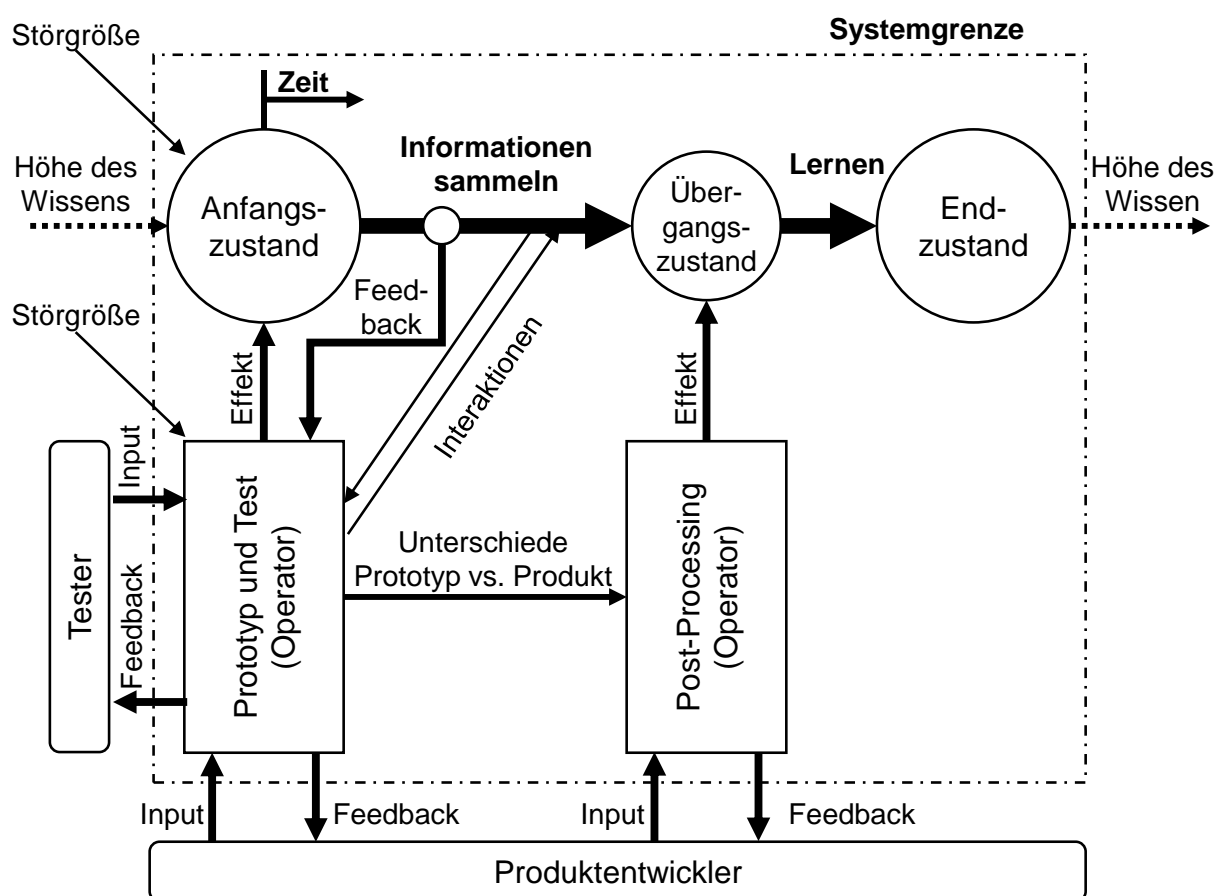 Systemgrenze
Störgröße
Zeit
Höhe des
Wissens
Anfangs-
zustand
Informationen
sammeln
Über-
gangs-
zustand
Lernen
End-
zustand
Höhe des
Wissen
Störgröße
Feed-
back
Effekt
Interaktionen
Effekt
Tester
Input
Feedback
Prototyp und Test
(Operator)
Unterschiede
Prototyp vs. Produkt
Post-Processing
(Operator)
Input
Feedback
Input
Feedback
Produktentwickler